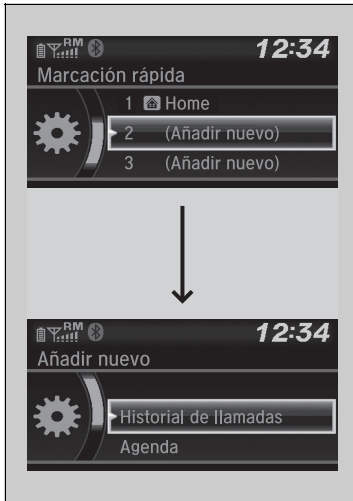 RM 12:34
Marcación rápida
1 Home
2 (Añadir nuevo)
3 (Añadir nuevo)
RM 12:34
Añadir nuevo
Historial de llamadas
Agenda